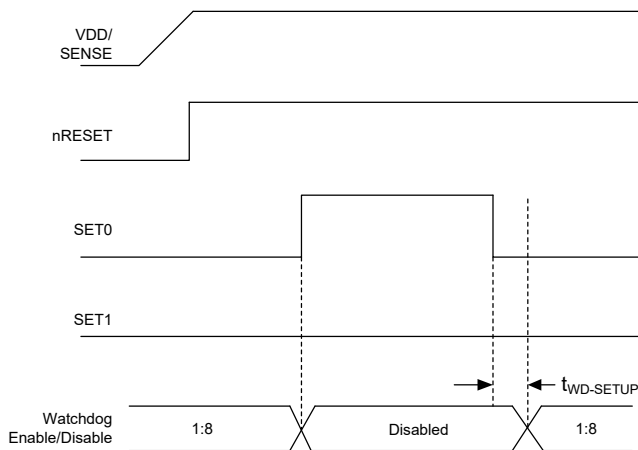 VDD/
SENSE
nRESET
SET0
SET1
tWD-SETUP
Watchdog
Enable/Disable
1:8
Disabled
1:8